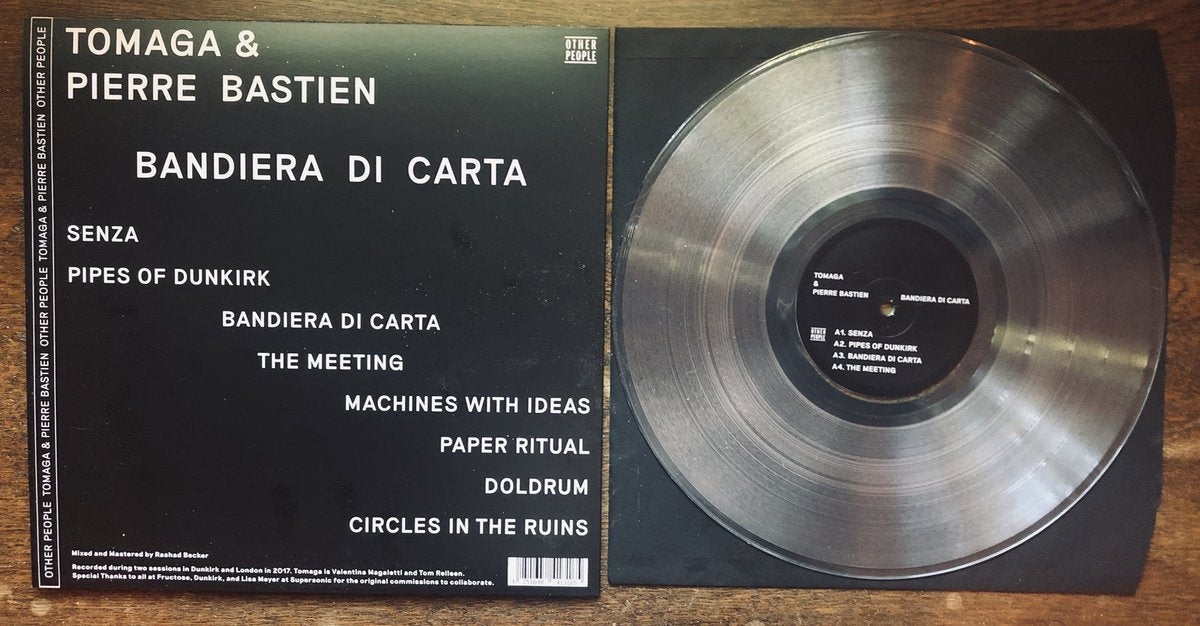 OTHER PEOPLE TOMAGA & PIERRE BASTIEN OTHER PEOPLE TOMAGA & PIERRE BASTIEN OTHER PEOPLE
TOMAGA &
PIERRE BASTIEN
OTHER
PEOPLE
BANDIERA DI CARTA
SENZA
PIPES OF DUNKIRK
BANDIERA DI CARTA
THE MEETING
MACHINES WITH IDEAS
PAPER RITUAL
DOLDRUM
CIRCLES IN THE RUINS
Mixed and Mastered by Rashad Becker
Recorded during two sessions in Dunkirk and London in 2017. Tomaga is Valentina Magaletti and Tom Relleen.
Special Thanks to all at Fructose, Dunkirk, and Lisa Meyer at Supersonic for the original commissions to collaborate.
TOMAGA
&
PIERRE BASTIEN
BANDIERA DI CARTA
OTHER
PEOPLE
A1. SENZA
A2. PIPES OF DUNKIRK
A3. BANDIERA DI CARTA
A4. THE MEETING